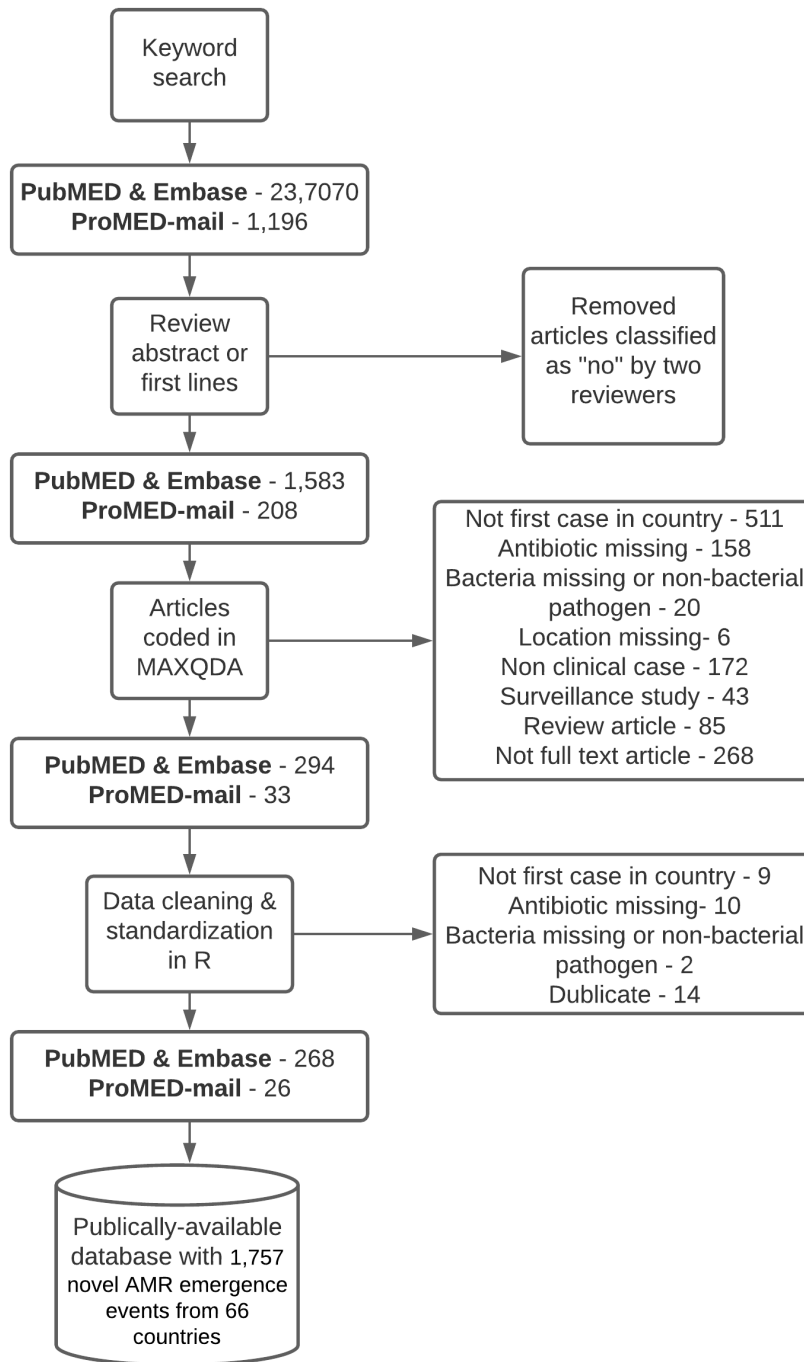 Keyword
search
PubMED & Embase - 23,7070
ProMED-mail - 1,196
Review
abstract or
first lines
Removed
articles classified
as "no" by two
reviewers
PubMED & Embase - 1,583
ProMED-mail - 208
Articles
coded in
MAXQDA
Not first case in country - 511
Antibiotic missing - 158
Bacteria missing or non-bacterial
pathogen - 20
Location missing- 6
Non clinical case - 172
Surveillance study - 43
Review article - 85
Not full text article - 268
PubMED & Embase - 294
ProMED-mail - 33
Data cleaning &
standardization
in R
Not first case in country - 9
Antibiotic missing- 10
Bacteria missing or non-bacterial
pathogen - 2
Dublicate - 14
PubMED & Embase - 268
ProMED-mail - 26
Publically-available
database with 1,757
novel AMR emergence
events from 66
countries